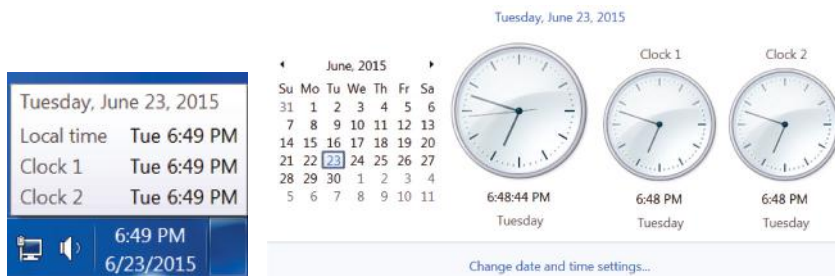 Tuesday, June 23, 2015
Local time Tue 6:49 PM
Clock 1 Tue 6:49 PM
Clock 2 Tue 6:49 PM
6:49 PM
6/23/2015
Tuesday, June 23, 2015
June, 2015
Su Mo Tu We Th Fr Sa
31 1 2 3 4 5 6
7 8 9 10 11 12 13
14 15 16 17 18 19 20
21 22 23 24 25 26 27
28 29 30 1 2 3 4
5 6 7 8 9 10 11
6:48:44 PM
Tuesday
Clock 1
6:48 PM
Tuesday
Clock 2
6:48 PM
Tuesday
Change date and time settings...